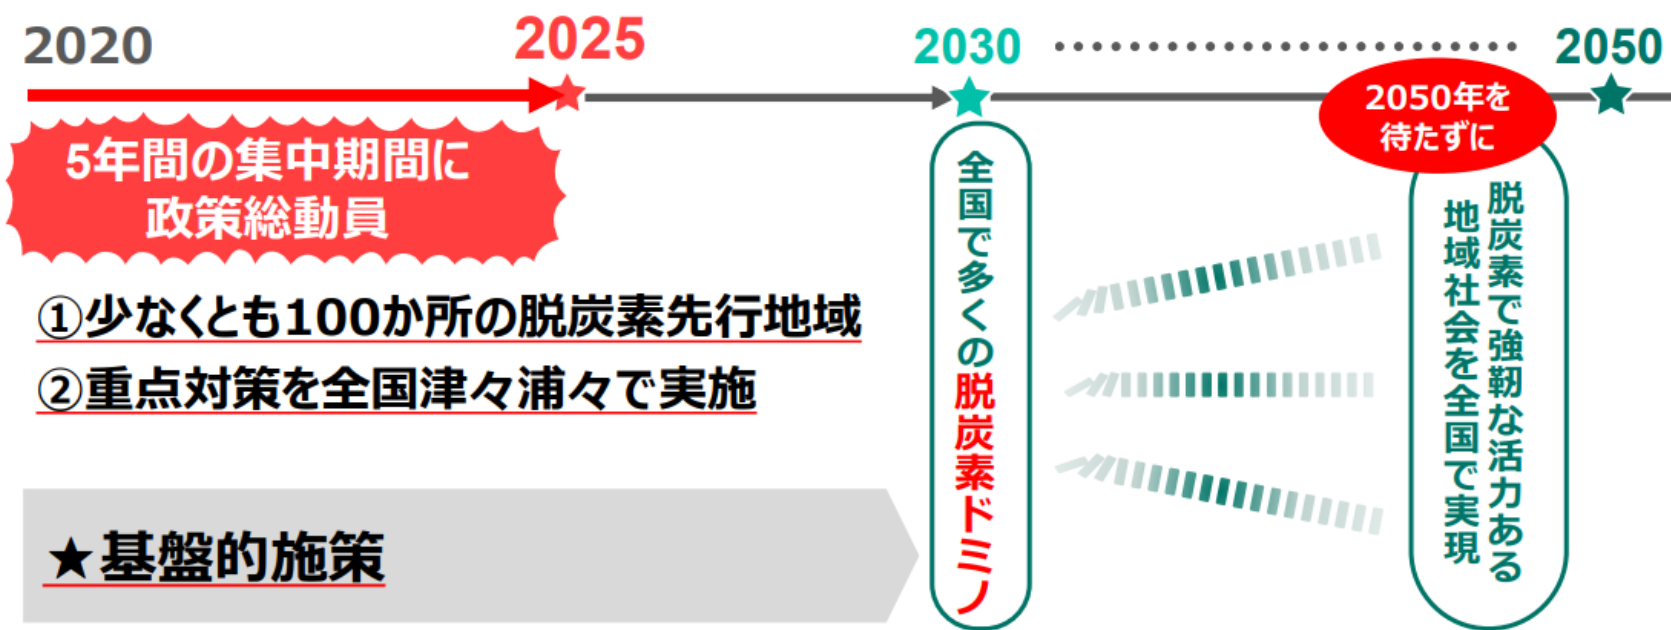 2020
2025
2030
2050
5年間の集中期間に
政策総動員
①少なくとも100か所の脱炭素先行地域
②重点対策を全国津々浦々で実施
★基盤的施策
全国で多くの脱炭素ドミノ
2050年を
待たずに
脱炭素で強靭な活力ある
地域社会を全国で実現